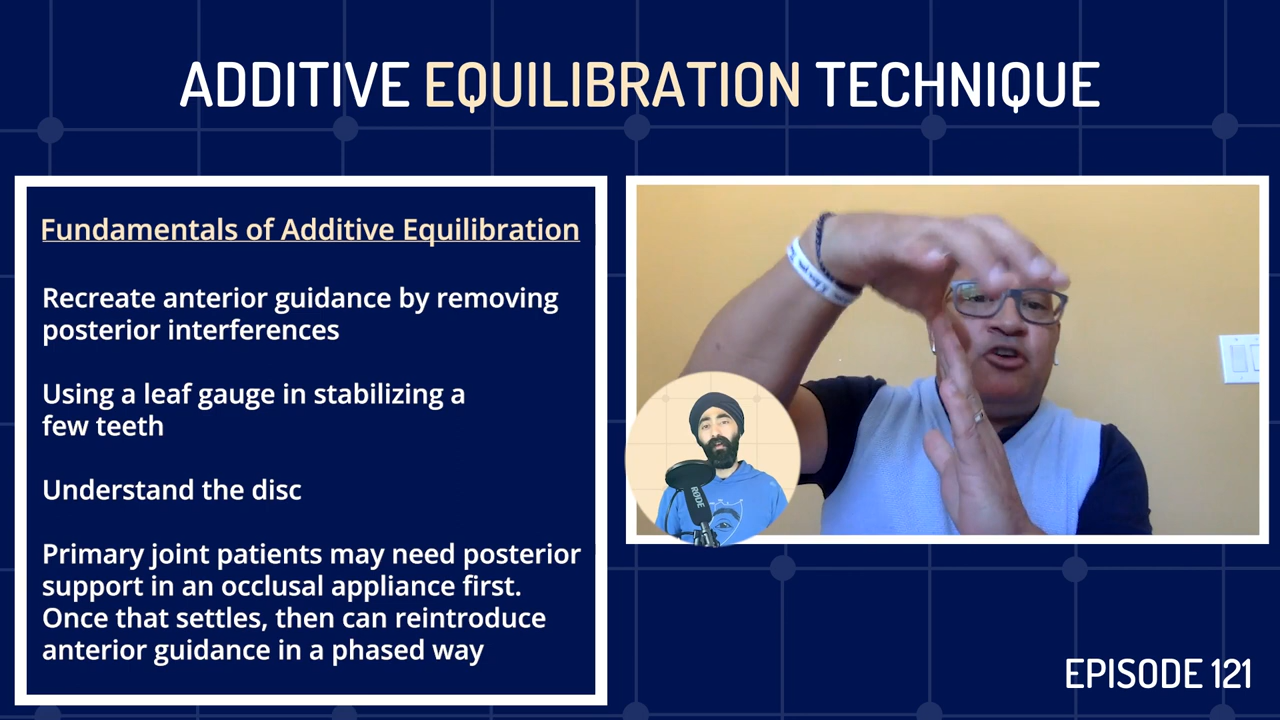 ADDITIVE EQUILIBRATION TECHNIQUE
Fundamentals of Additive Equilibration
Recreate anterior guidance by removing
posterior interferences
Using a leaf gauge in stabilizing a
few teeth
Understand the disc
Primary joint patients may need posterior
support in an occlusal appliance first.
Once that settles, then can reintroduce
anterior guidance in a phased way
RØDE
EPISODE 121